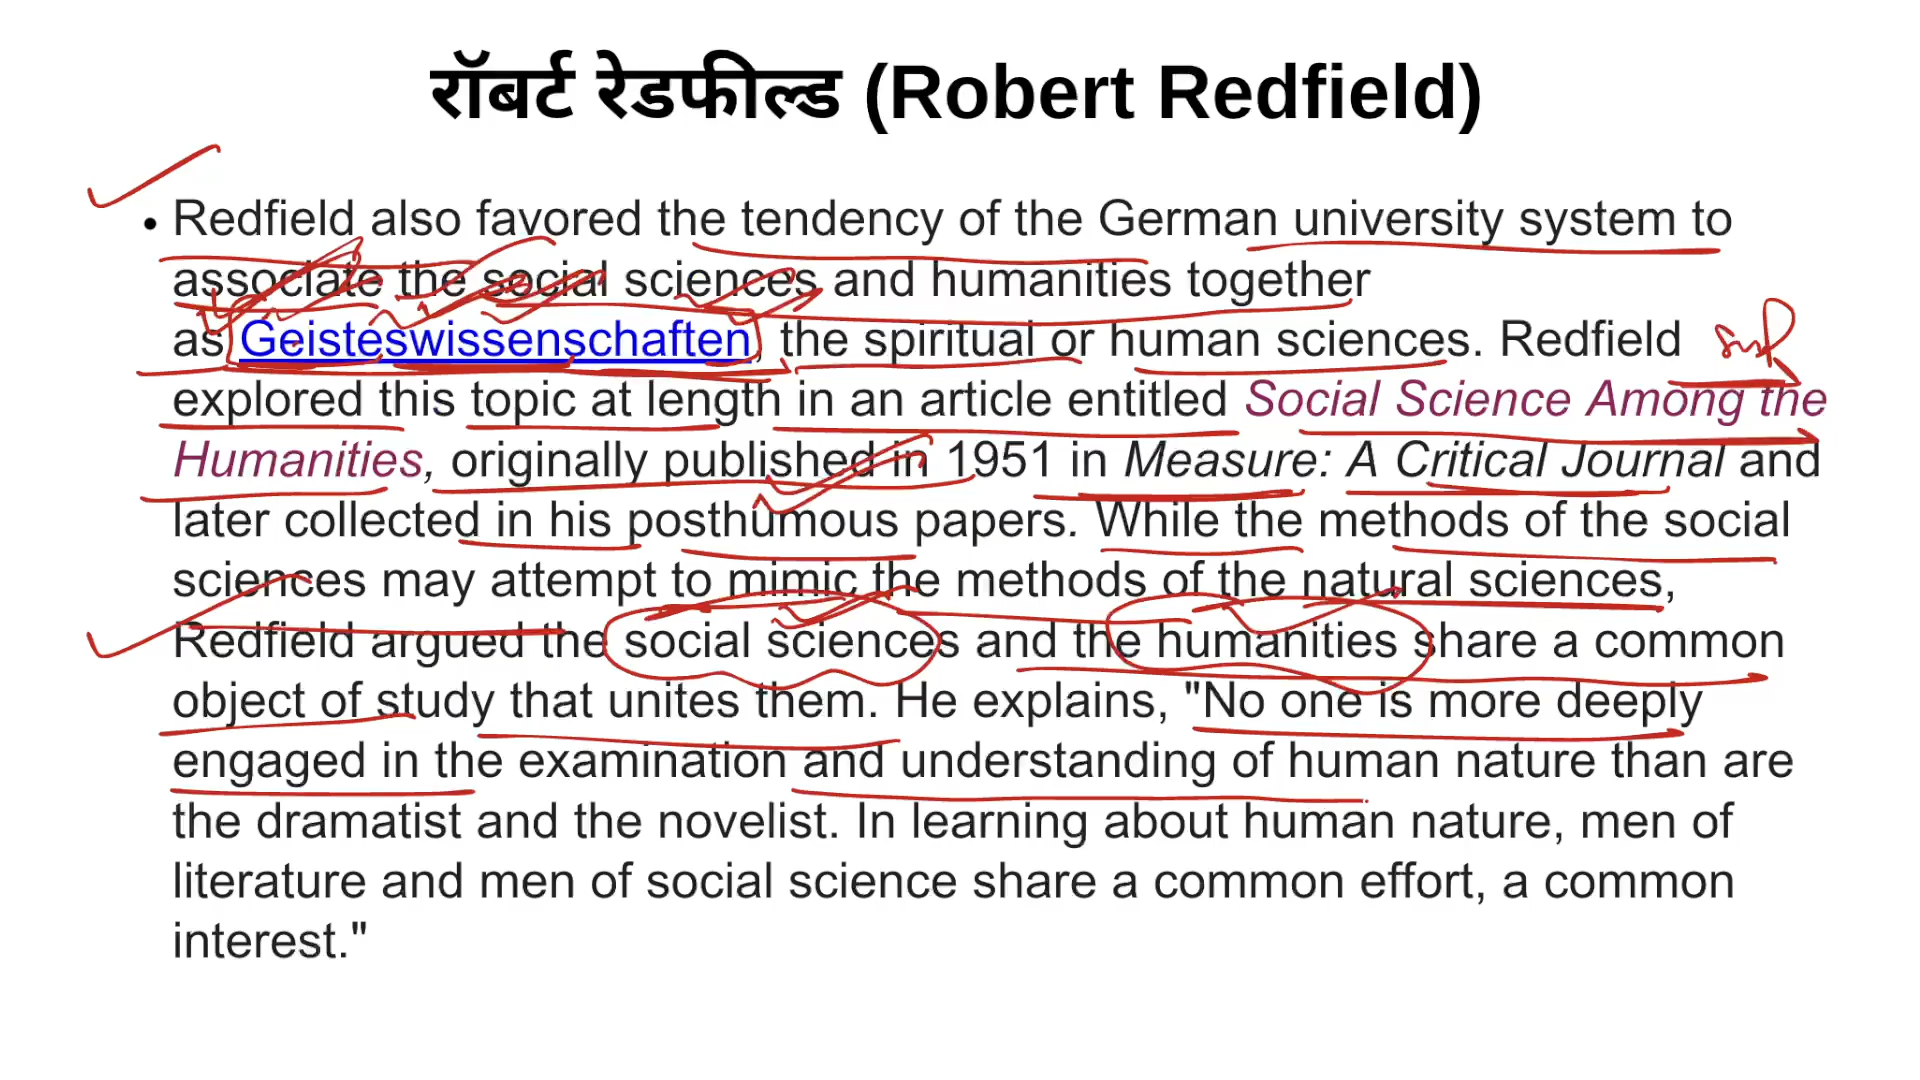 रॉबर्ट रेडफील्ड (Robert Redfield)
• Redfield also favored the tendency of the German university system to
associate the social sciences and humanities together
as Geisteswissenschaften, the spiritual or human sciences. Redfield
explored this topic at length in an article entitled Social Science Among the
Humanities, originally published in 1951 in Measure: A Critical Journal and
later collected in his posthumous papers. While the methods of the social
sciences may attempt to mimic the methods of the natural sciences,
Redfield argued the social sciences and the humanities share a common
object of study that unites them. He explains, "No one is more deeply
engaged in the examination and understanding of human nature than are
the dramatist and the novelist. In learning about human nature, men of
literature and men of social science share a common effort, a common
interest."